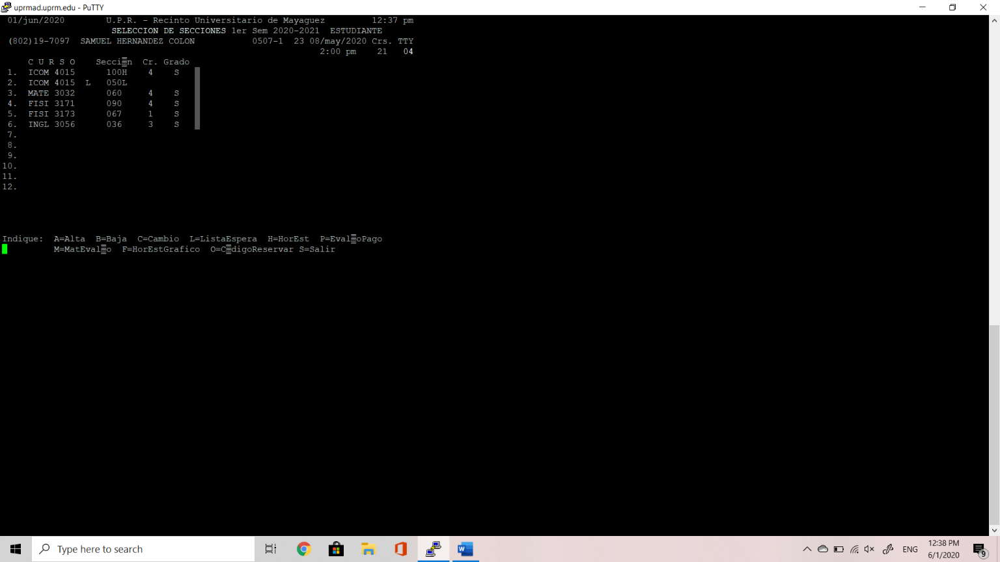 uprmad.uprm.edu - PuTTY
01/jun/2020 U.P.R. - Recinto Universitario de Mayaguez 12:37 pm
SELECCION DE SECCIONES 1er Sem 2020-2021 ESTUDIANTE
(802)19-7097 SAMUEL HERNANDEZ COLON 0507-1 23 08/may/2020 Crs. TTY
2:00 pm 21 04
C U R S O Secci▒n Cr. Grado
1. ICOM 4015 100H 4 S
2. ICOM 4015 L 050L
3. MATE 3032 060 4 S
4. FISI 3171 090 4 S
5. FISI 3173 067 1 S
6. INGL 3056 036 3 S
7.
8.
9.
10.
11.
12.
Indique: A=Alta B=Baja C=Cambio L=ListaEspera H=HorEst P=Eval▒oPago
M=MatEval▒o F=HorEstGrafico O=C▒digoReservar S=Salir
Type here to search
ENG
12:38 PM
6/1/2020
9